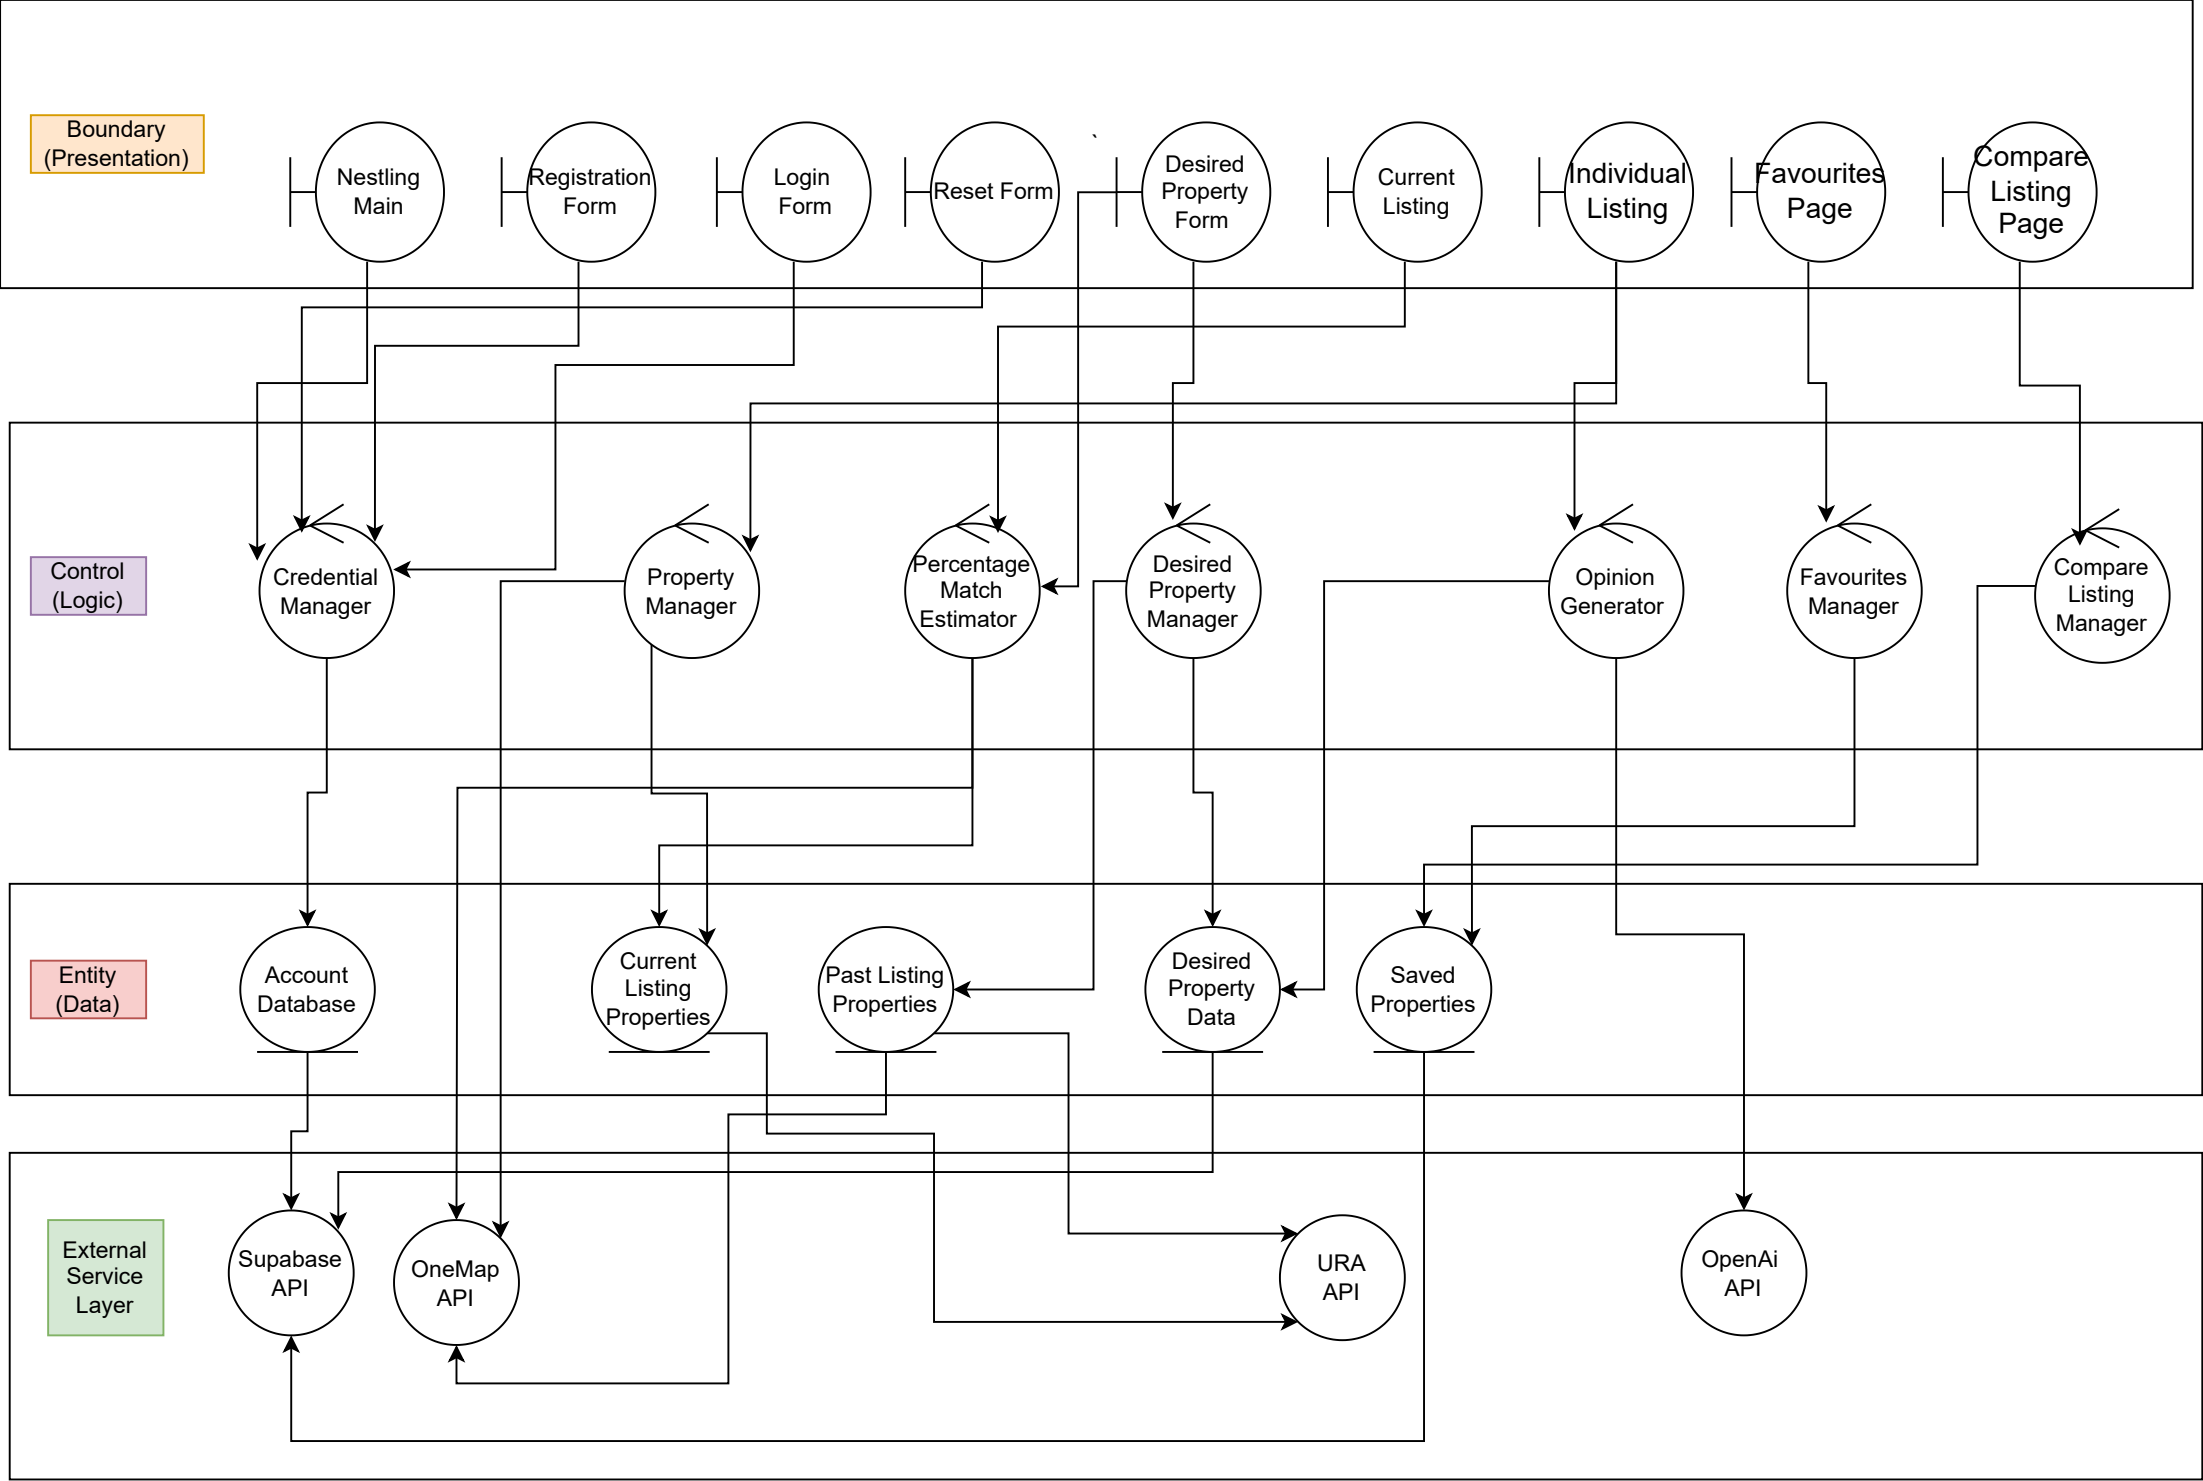 Boundary
(Presentation)
Nestling
Main
Registration
Form
Login
Form
Reset Form
`
Desired
Property
Form
Current
Listing
Individual
Listing
Favourites
Page
Compare
Listing
Page
Control
(Logic)
Credential
Manager
Property
Manager
Percentage
Match
Estimator
Desired
Property
Manager
Opinion
Generator
Favourites
Manager
Compare
Listing
Manager
Entity
(Data)
Account
Database
Current
Listing
Properties
Past Listing
Properties
Desired
Property
Data
Saved
Properties
External
Service
Layer
Supabase
API
OneMap
API
URA
API
OpenAi
API